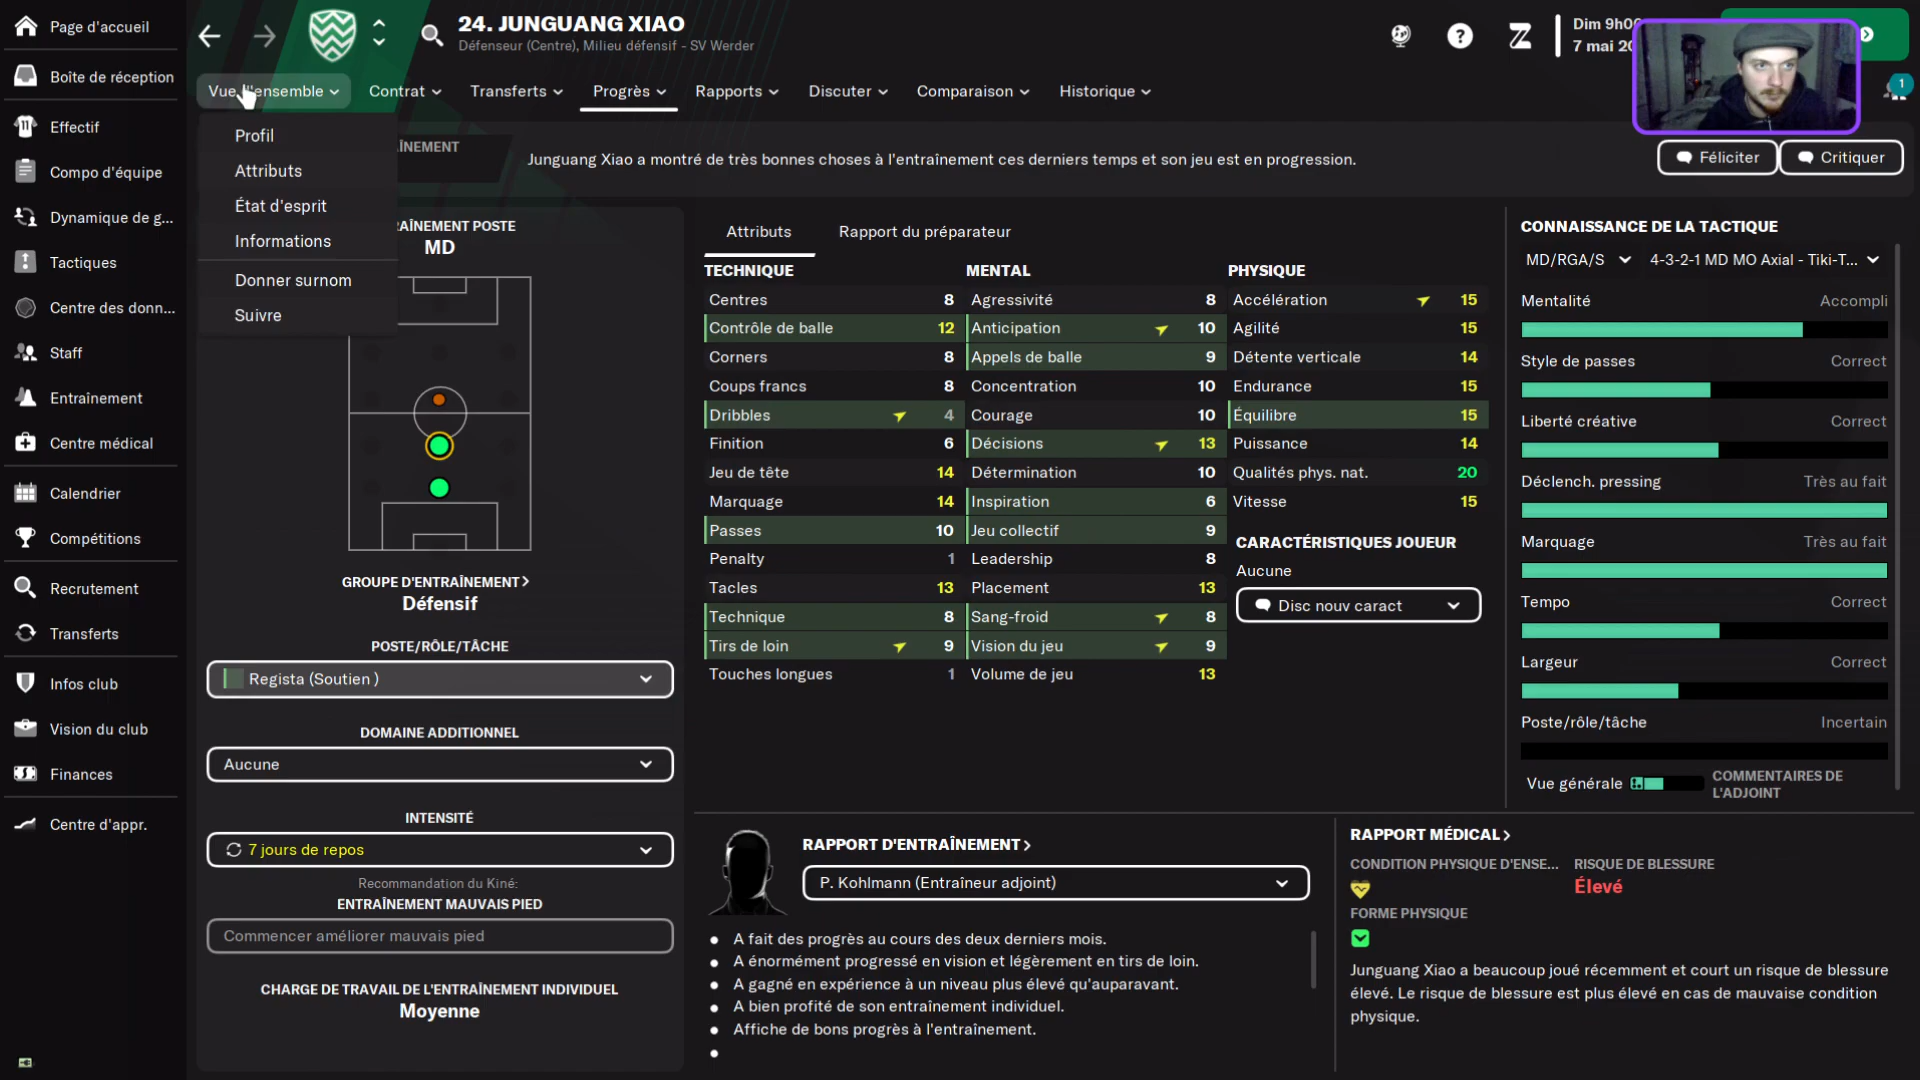 Page d'accueil
Boîte de réception
Effectif
Compo d'équipe
Dynamique de g...
Tactiques
Centre des donn...
Staff
Entraînement
Centre médical
Calendrier
Compétitions
Recrutement
Transferts
Infos club
Vision du club
Finances
Centre d'appr.
24. JUNGUANG XIAO
Défenseur (Centre), Milieu défensif - SV Werder
Dim 9h00
7 mai
1
Vue d'ensemble
Contrat
Transferts
Progrès
Rapports
Discuter
Comparaison
Historique
Profil
Attributs
État d'esprit
Informations
Donner surnom
Suivre
Junguang Xiao a montré de très bonnes choses à l'entraînement ces derniers temps et son jeu est en progression.
Féliciter
Critiquer
MD
GROUPE D'ENTRAÎNEMENT
Défensif
POSTE/RÔLE/TÂCHE
Regista (Soutien )
DOMAINE ADDITIONNEL
Aucune
INTENSITÉ
7 jours de repos
Recommandation du Kiné:
ENTRAÎNEMENT MAUVAIS PIED
Commencer améliorer mauvais pied
CHARGE DE TRAVAIL DE L'ENTRAÎNEMENT INDIVIDUEL
Moyenne
Attributs
Rapport du préparateur
TECHNIQUE
Centres 8
Contrôle de balle 12
Corners 8
Coups francs 8
Dribbles 4
Finition 6
Jeu de tête 14
Marquage 14
Passes 10
Penalty 1
Tacles 13
Technique 8
Tirs de loin 9
Touches longues 1
MENTAL
Agressivité 8
Anticipation 10
Appels de balle 9
Concentration 10
Courage 10
Décisions 13
Détermination 10
Inspiration 6
Jeu collectif 9
Leadership 8
Placement 13
Sang-froid 8
Vision du jeu 9
Volume de jeu 13
PHYSIQUE
Accélération 15
Agilité 15
Détente verticale 14
Endurance 15
Équilibre 15
Puissance 14
Qualités phys. nat. 20
Vitesse 15
CARACTÉRISTIQUES JOUEUR
Aucune
Disc nouv caract
CONNAISSANCE DE LA TACTIQUE
MD/RGA/S
4-3-2-1 MD MO Axial - Tiki-T...
Mentalité Accompli
Style de passes Correct
Liberté créative Correct
Déclench. pressing Très au fait
Marquage Très au fait
Tempo Correct
Largeur Correct
Poste/rôle/tâche Incertain
Vue générale
COMMENTAIRES DE
L'ADJOINT
RAPPORT D'ENTRAÎNEMENT
P. Kohlmann (Entraîneur adjoint)
A fait des progrès au cours des deux derniers mois.
A énormément progressé en vision et légèrement en tirs de loin.
A gagné en expérience à un niveau plus élevé qu'auparavant.
A bien profité de son entraînement individuel.
Affiche de bons progrès à l'entraînement.
RAPPORT MÉDICAL
CONDITION PHYSIQUE D'ENSE...
RISQUE DE BLESSURE
Élevé
FORME PHYSIQUE
Junguang Xiao a beaucoup joué récemment et court un risque de blessure
élevé. Le risque de blessure est plus élevé en cas de mauvaise condition
physique.